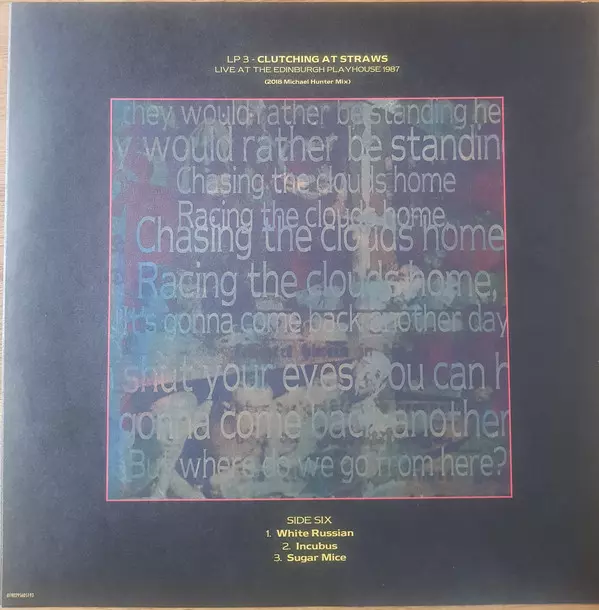 LP 3 - CLUTCHING AT STRAWS
LIVE AT THE EDINBURGH PLAYHOUSE 1987
(2018 Michael Hunter Mix)
they would rather be standing he
y would rather be standin
Chasing the clouds home
Racing the clouds home
Chasing the clouds home
Racing the clouds home,
It's gonna come back another day
shut your eyes, you can h
gonna come back another
But where do we go from here?
SIDE SIX
1. White Russian
2. Incubus
3. Sugar Mice